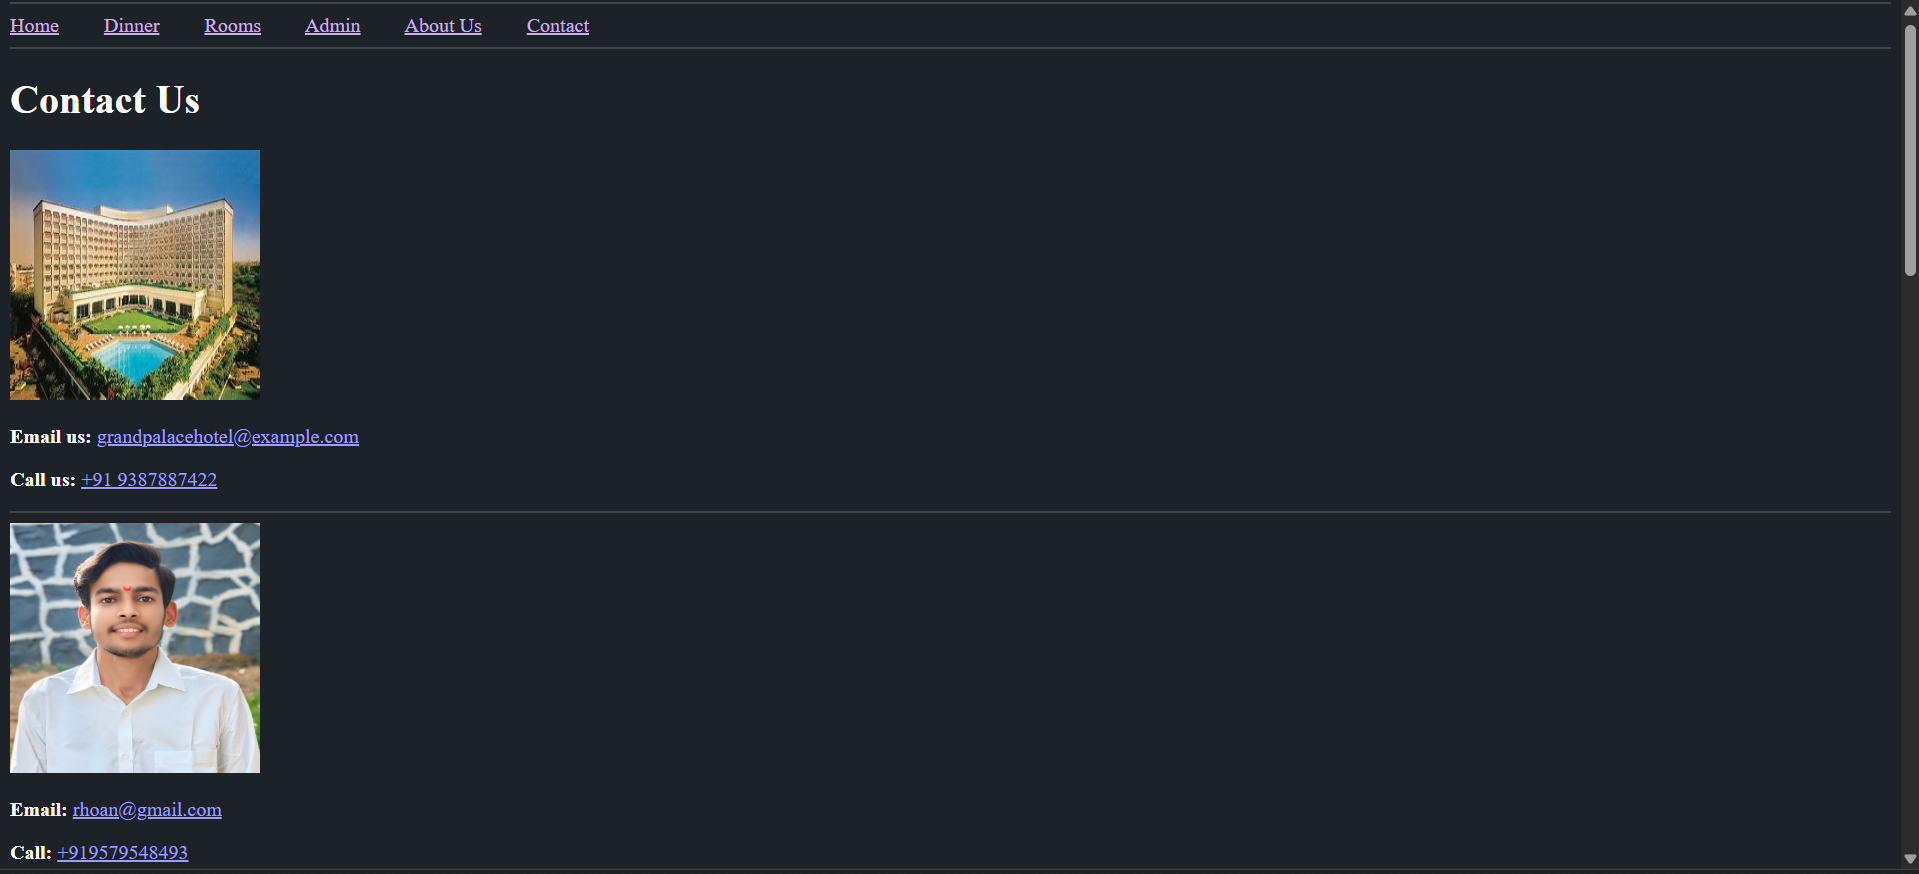 Home Dinner Rooms Admin About Us Contact
Contact Us
Email us: grandpalacehotel@example.com
Call us: +91 9387887422
Email: rhoan@gmail.com
Call: +919579548493